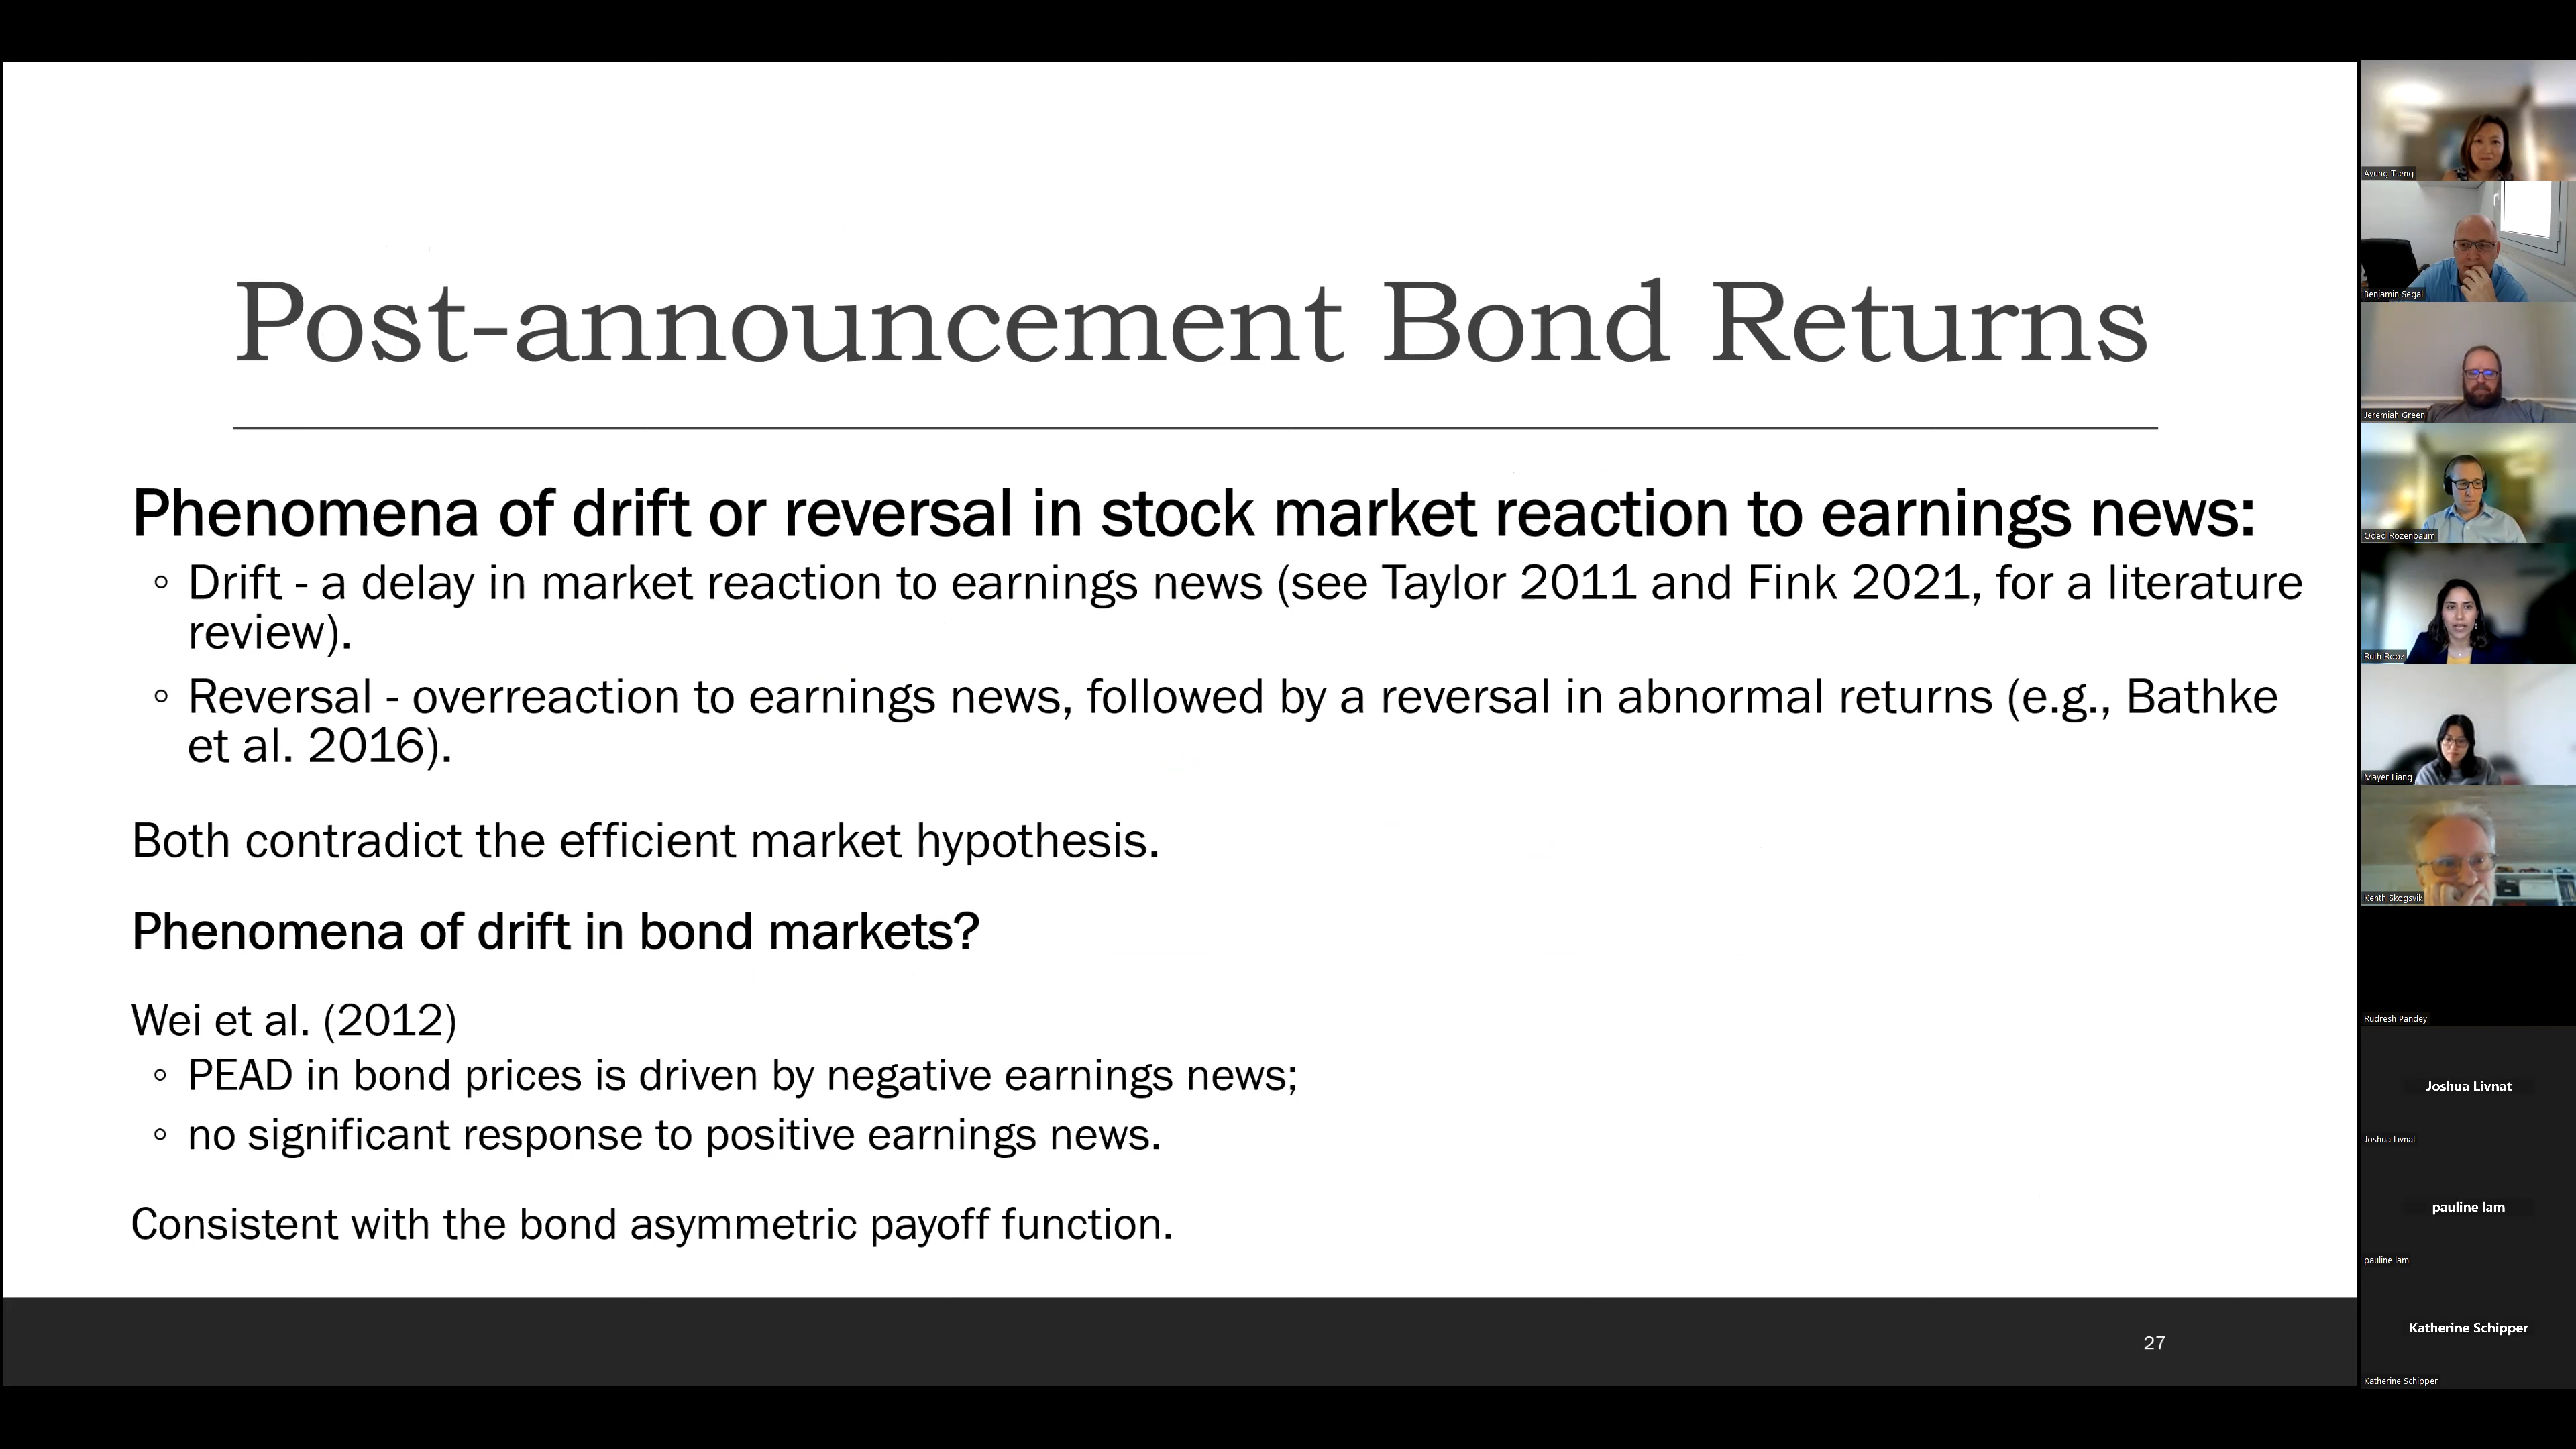 Post-announcement Bond Returns
Phenomena of drift or reversal in stock market reaction to earnings news:
◦ Drift - a delay in market reaction to earnings news (see Taylor 2011 and Fink 2021, for a literature
review).
◦ Reversal - overreaction to earnings news, followed by a reversal in abnormal returns (e.g., Bathke
et al. 2016).
Both contradict the efficient market hypothesis.
Phenomena of drift in bond markets?
Wei et al. (2012)
◦ PEAD in bond prices is driven by negative earnings news;
◦ no significant response to positive earnings news.
Consistent with the bond asymmetric payoff function.
27
Ayung Tseng
Benjamin Segal
Jeremiah Green
Oded Rozenbaum
Ruth Rooz
Mayer Liang
Kenth Skogsvik
Rudresh Pandey
Joshua Livnat
Joshua Livnat
pauline lam
pauline lam
Katherine Schipper
Katherine Schipper